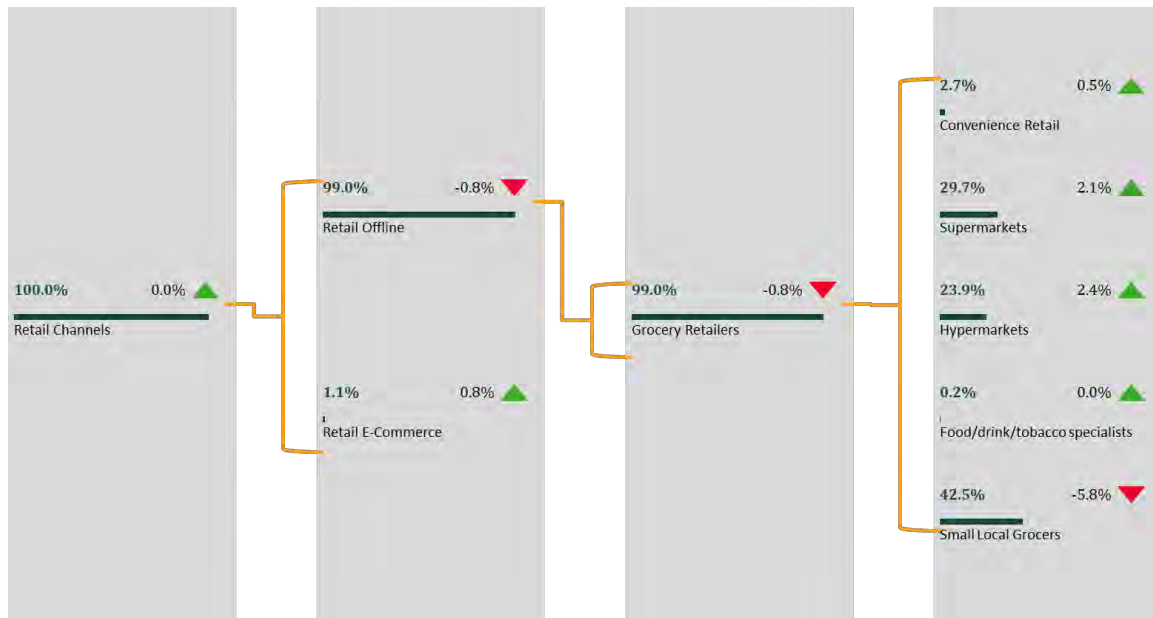 100.0% 0.0%
Retail Channels
99.0% -0.8%
Retail Offline
1.1% 0.8%
Retail E-Commerce
99.0% -0.8%
Grocery Retailers
2.7% 0.5%
Convenience Retail
29.7% 2.1%
Supermarkets
23.9% 2.4%
Hypermarkets
0.2% 0.0%
Food/drink/tobacco specialists
42.5% -5.8%
Small Local Grocers